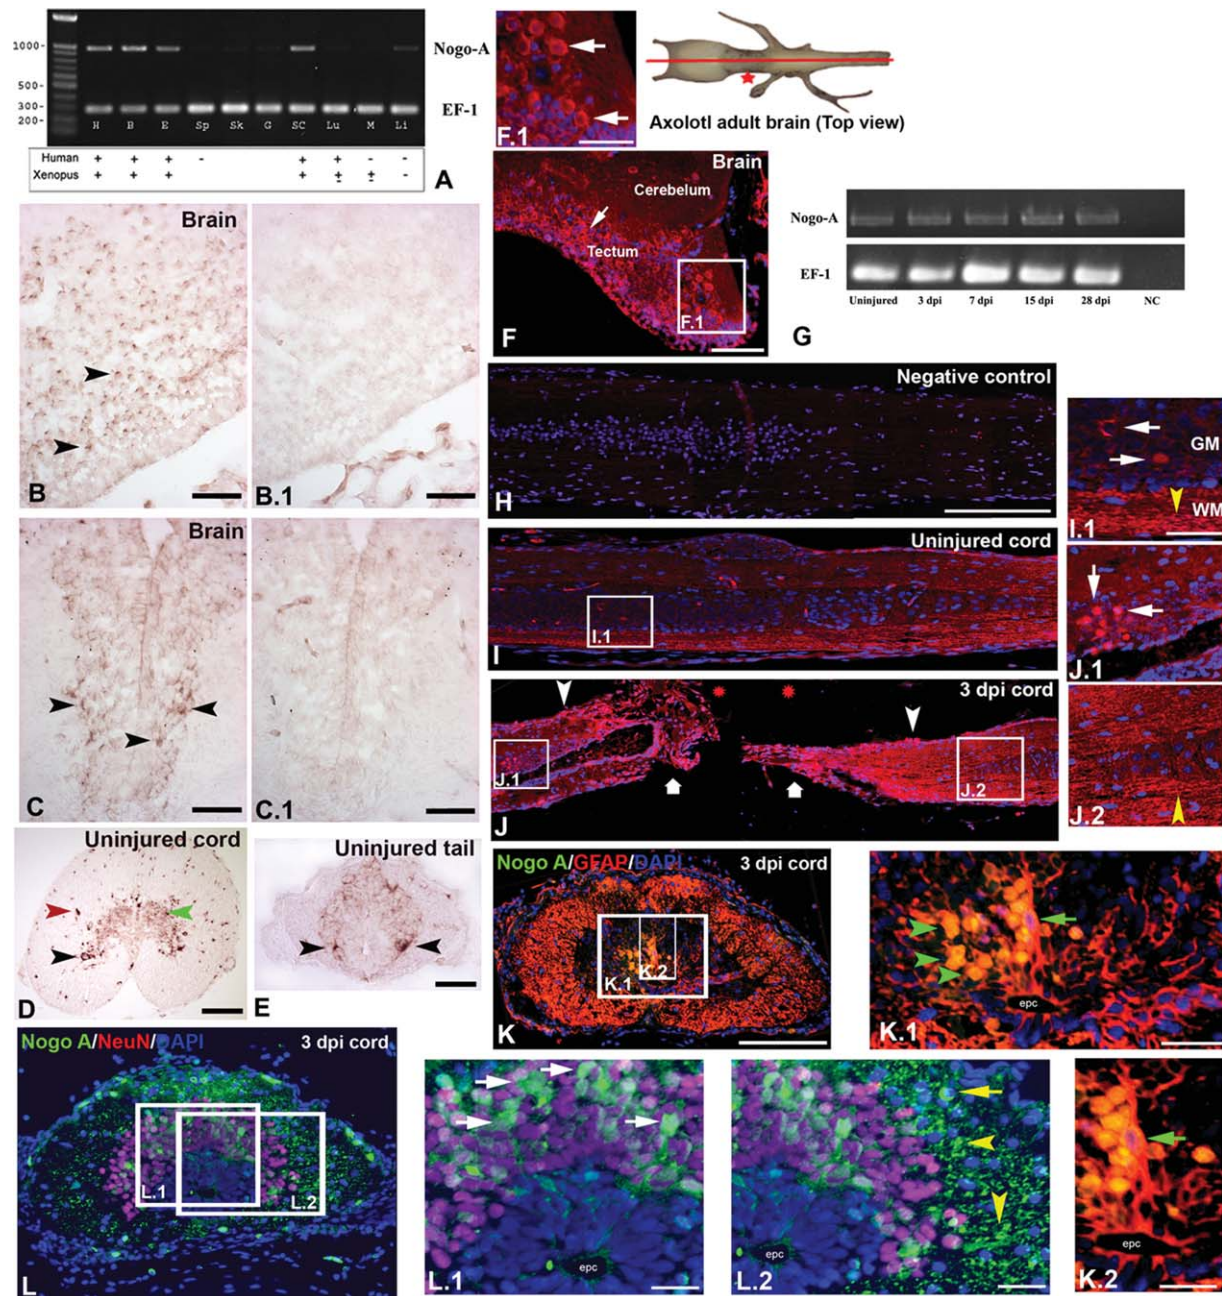 1000-
500-
300-
200-
Nogo-A
EF-1
H B E Sp Sk G SC Lu M Li
Human + + + - + + - -
Xenopus + + + + ± ± -
A
F.1
Axolotl adult brain (Top view)
Brain
Cerebelum
Tectum
F.1
F
Nogo-A
EF-1
Uninjured 3 dpi 7 dpi 15 dpi 28 dpi NC
G
Brain
B
B.1
Brain
C
C.1
Negative control
H
Uninjured cord
I.1
I
GM
WM
I.1
3 dpi cord
J.1
J.2
J
J.1
J.2
Uninjured cord
D
Uninjured tail
E
Nogo A/GFAP/DAPI 3 dpi cord
K.1
K.2
K
epc
K.1
Nogo A/NeuN/DAPI 3 dpi cord
L.1
L.2
L
epc
L.1
epc
L.2
epc
K.2